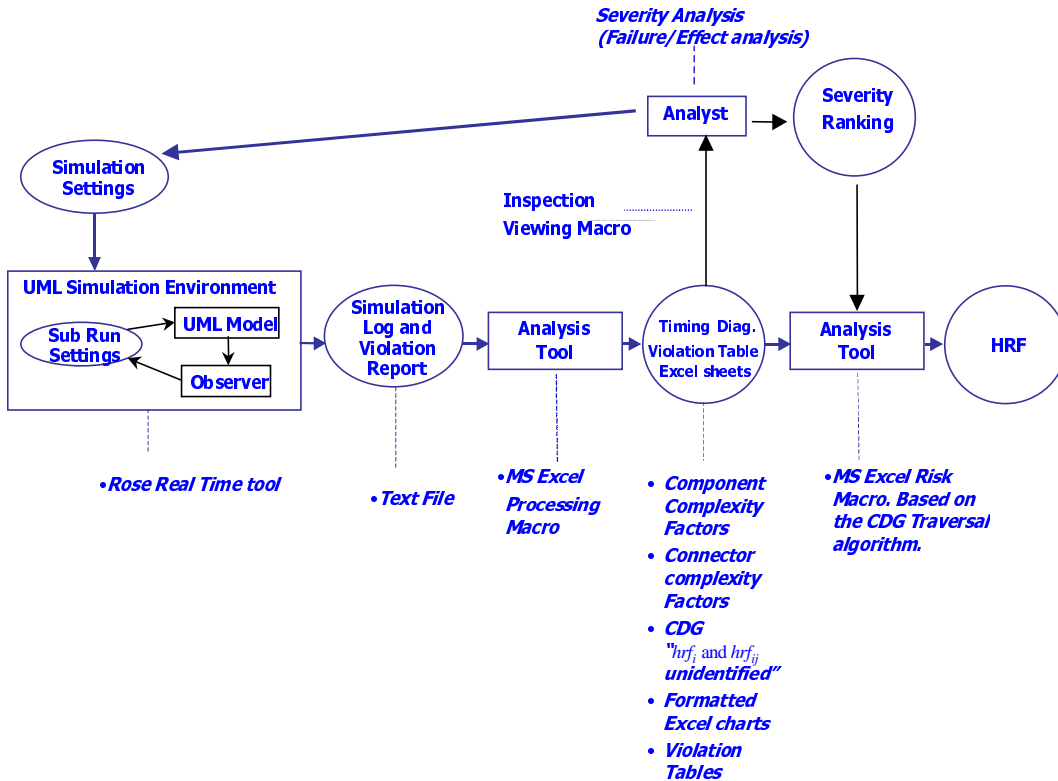 Severity Analysis
(Failure/Effect analysis)
Analyst
Severity
Ranking
Simulation
Settings
Inspection
Viewing Macro
UML Simulation Environment
Sub Run
Settings
UML Model
Observer
Simulation
Log and
Violation
Report
Analysis
Tool
Timing Diag.
Violation Table
Excel sheets
Analysis
Tool
HRF
•Rose Real Time tool
•Text File
•MS Excel
Processing
Macro
• Component
Complexity
Factors
• Connector
complexity
Factors
• CDG
"hrfi and hrfij
unidentified”
• Formatted
Excel charts
• Violation
Tables
•MS Excel Risk
Macro. Based on
the CDG Traversal
algorithm.